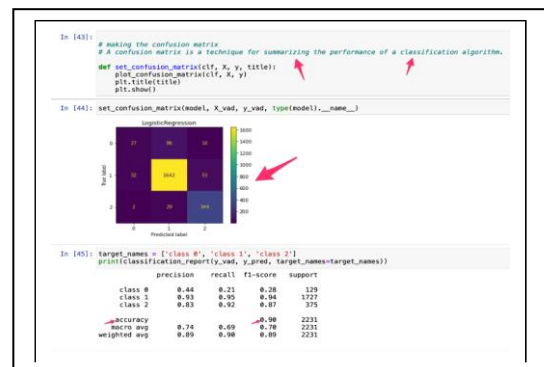 In [43]:
# making the confusion matrix
# A confusion matrix is a technique for summarizing the performance of a classification algorithm.
def set_confusion_matrix(clf, X, y, title):
plot_confusion_matrix(clf, X, y)
plt.title(title)
plt.show()
In [44]: set_confusion_matrix(model, X_vad, y_vad, type(model).__name__)
LogisticRegression
0 27 86 16 1600
1400
1200
1000
True label 1 32 1642 53 800
600
400
2 2 29 344 200
0 1 2
Predicted label
In [45]: target_names = ['class 0', 'class 1', 'class 2']
print(classification_report(y_vad, y_pred, target_names=target_names))
precision recall f1-score support
class 0 0.44 0.21 0.28 129
class 1 0.93 0.95 0.94 1727
class 2 0.83 0.92 0.87 375
accuracy 0.90 2231
macro avg 0.74 0.69 0.70 2231
weighted avg 0.89 0.90 0.89 2231